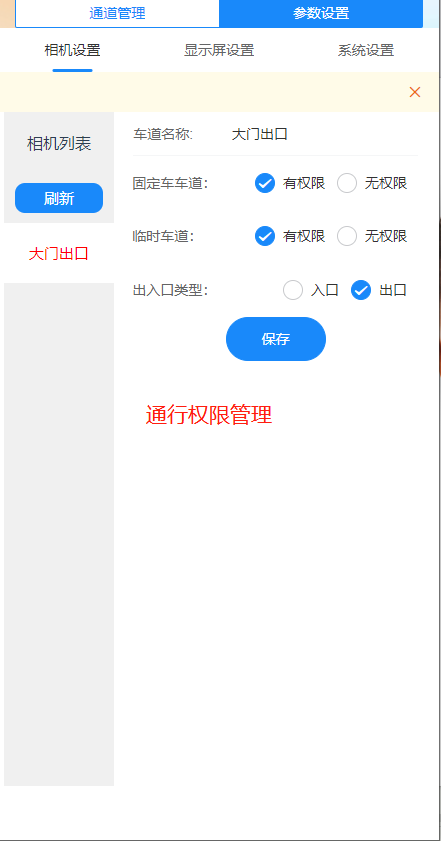 通道管理 参数设置
相机设置 显示屏设置 系统设置
相机列表
刷新
大门出口
车道名称: 大门出口
固定车车道: 有权限 无权限
临时车道: 有权限 无权限
出入口类型: 入口 出口
保存
通行权限管理